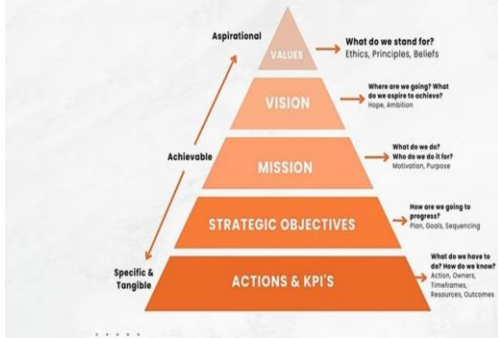 Aspirational
VALUES
What do we stand for?
Ethics, Principles, Beliefs
VISION
Where are we going? What
do we aspire to achieve?
Hope, Ambition
Achievable
MISSION
What do we do?
Who do we do it for?
Motivation, Purpose
STRATEGIC OBJECTIVES
How are we going to
progress?
Plan, Goals, Sequencing
Specific &
Tangible
ACTIONS & KPI'S
What do we have to
do? How do we know?
Action, Owners,
Timeframes,
Resources, Outcomes